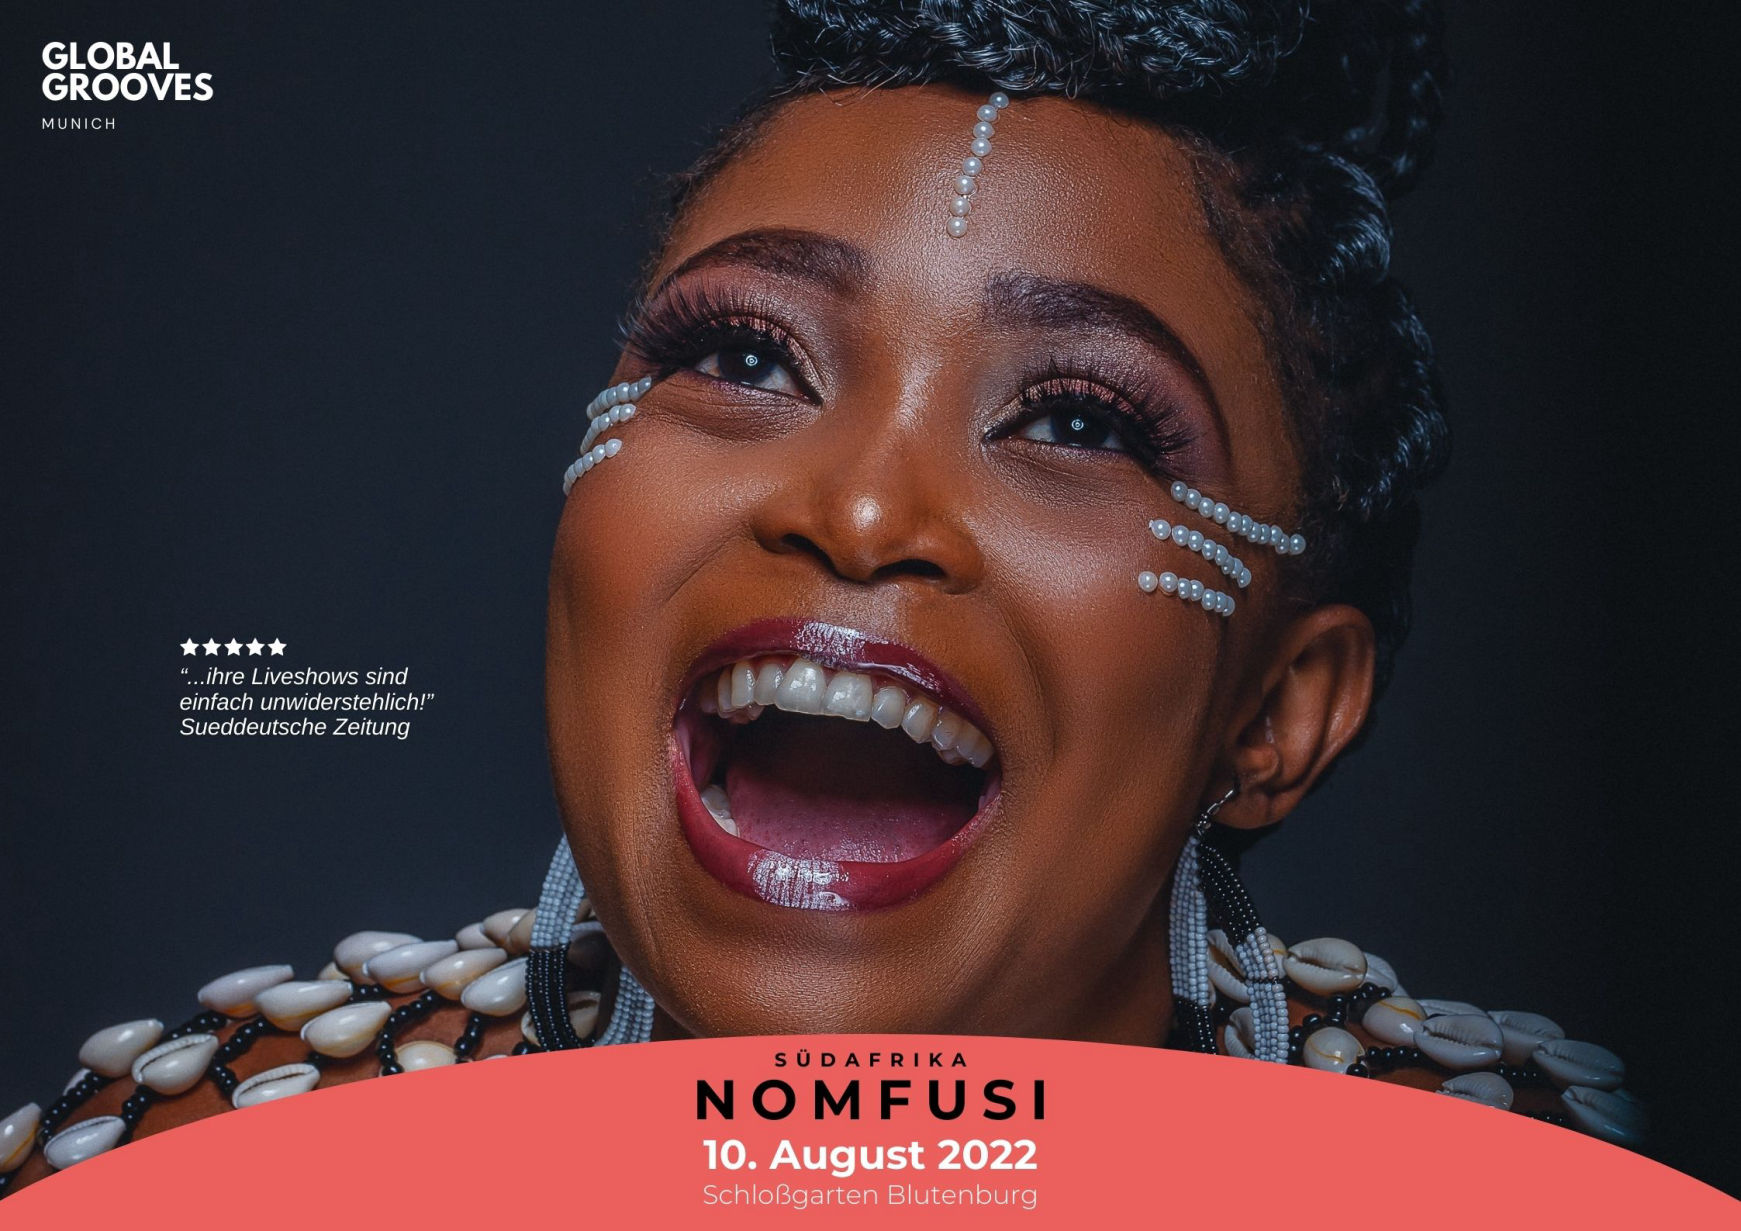 GLOBAL
GROOVES
MUNICH
★★★★★
“...ihre Liveshows sind
einfach unwiderstehlich!”
Sueddeutsche Zeitung
SÜDAFRIKA
NOMFUSI
10. August 2022
Schloßgarten Blutenburg